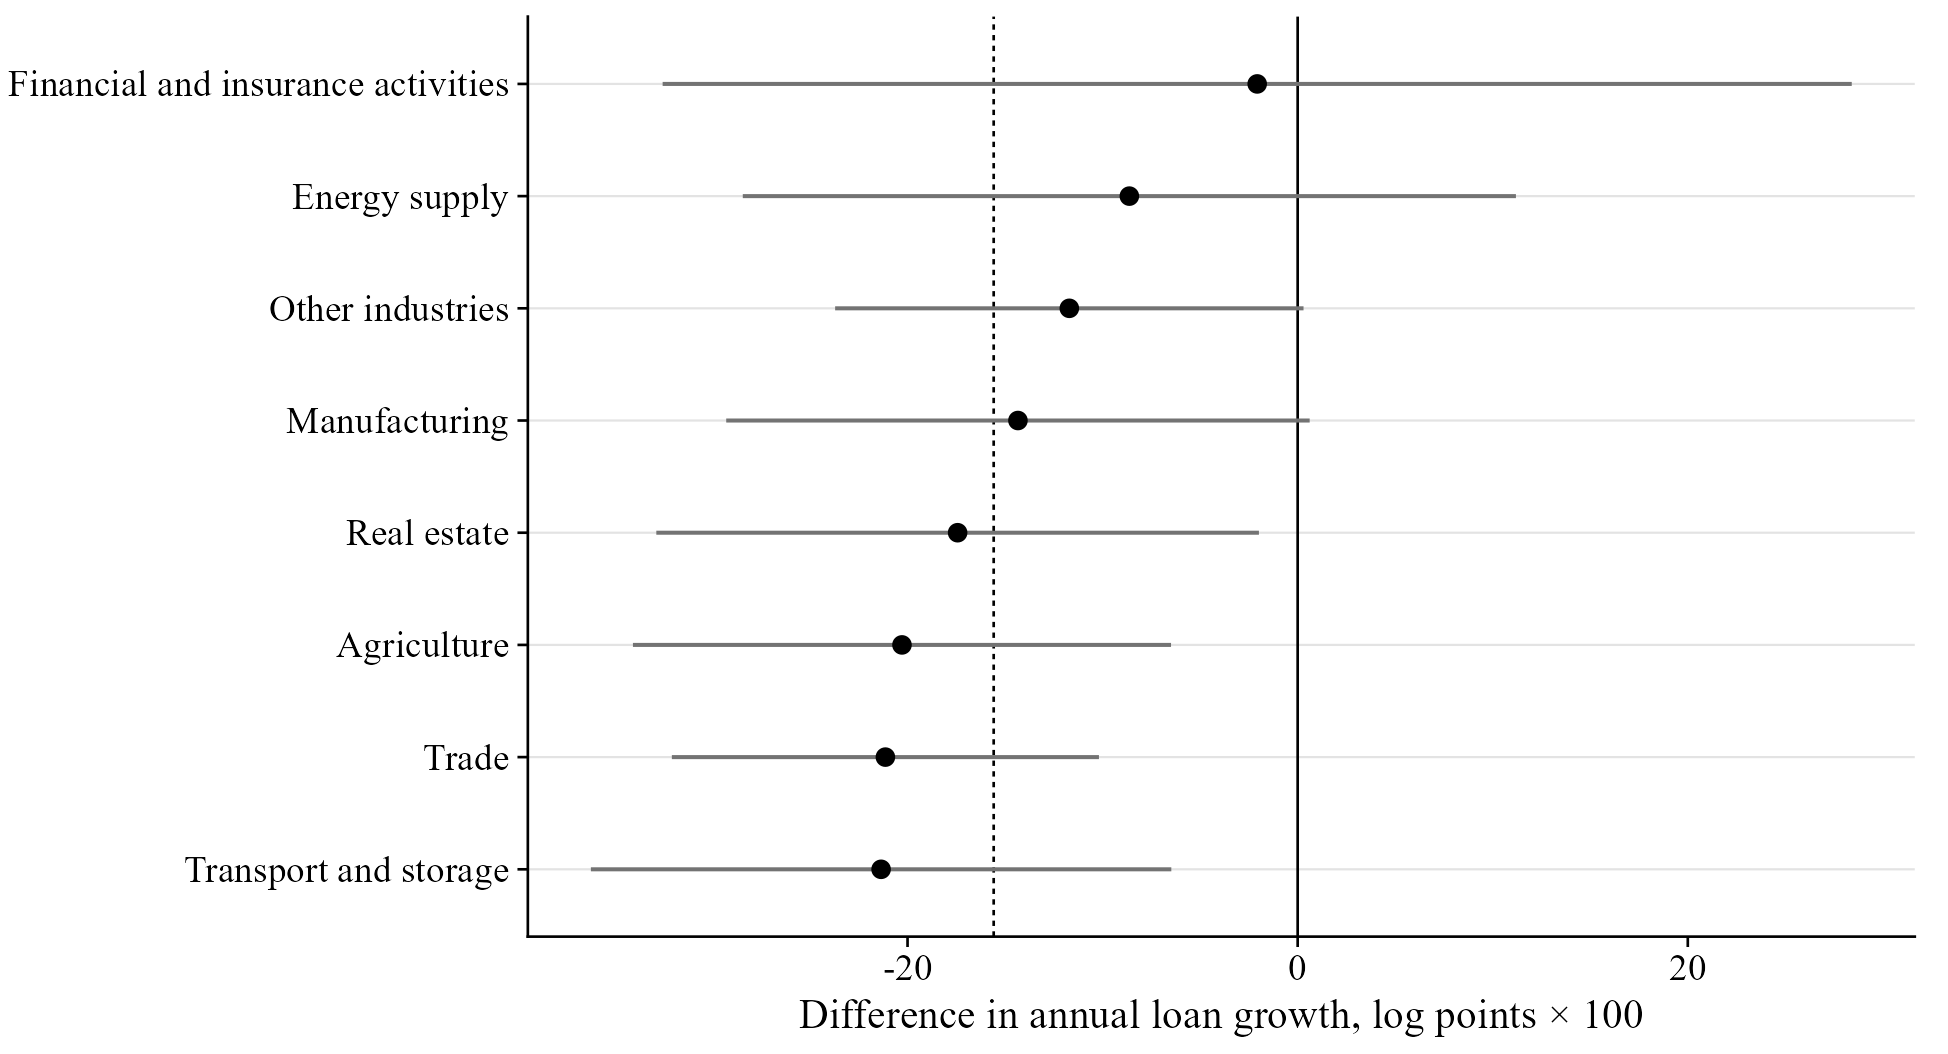 Financial and insurance activities
Energy supply
Other industries
Manufacturing
Real estate
Agriculture
Trade
Transport and storage
-20 0 20
Difference in annual loan growth, log points × 100